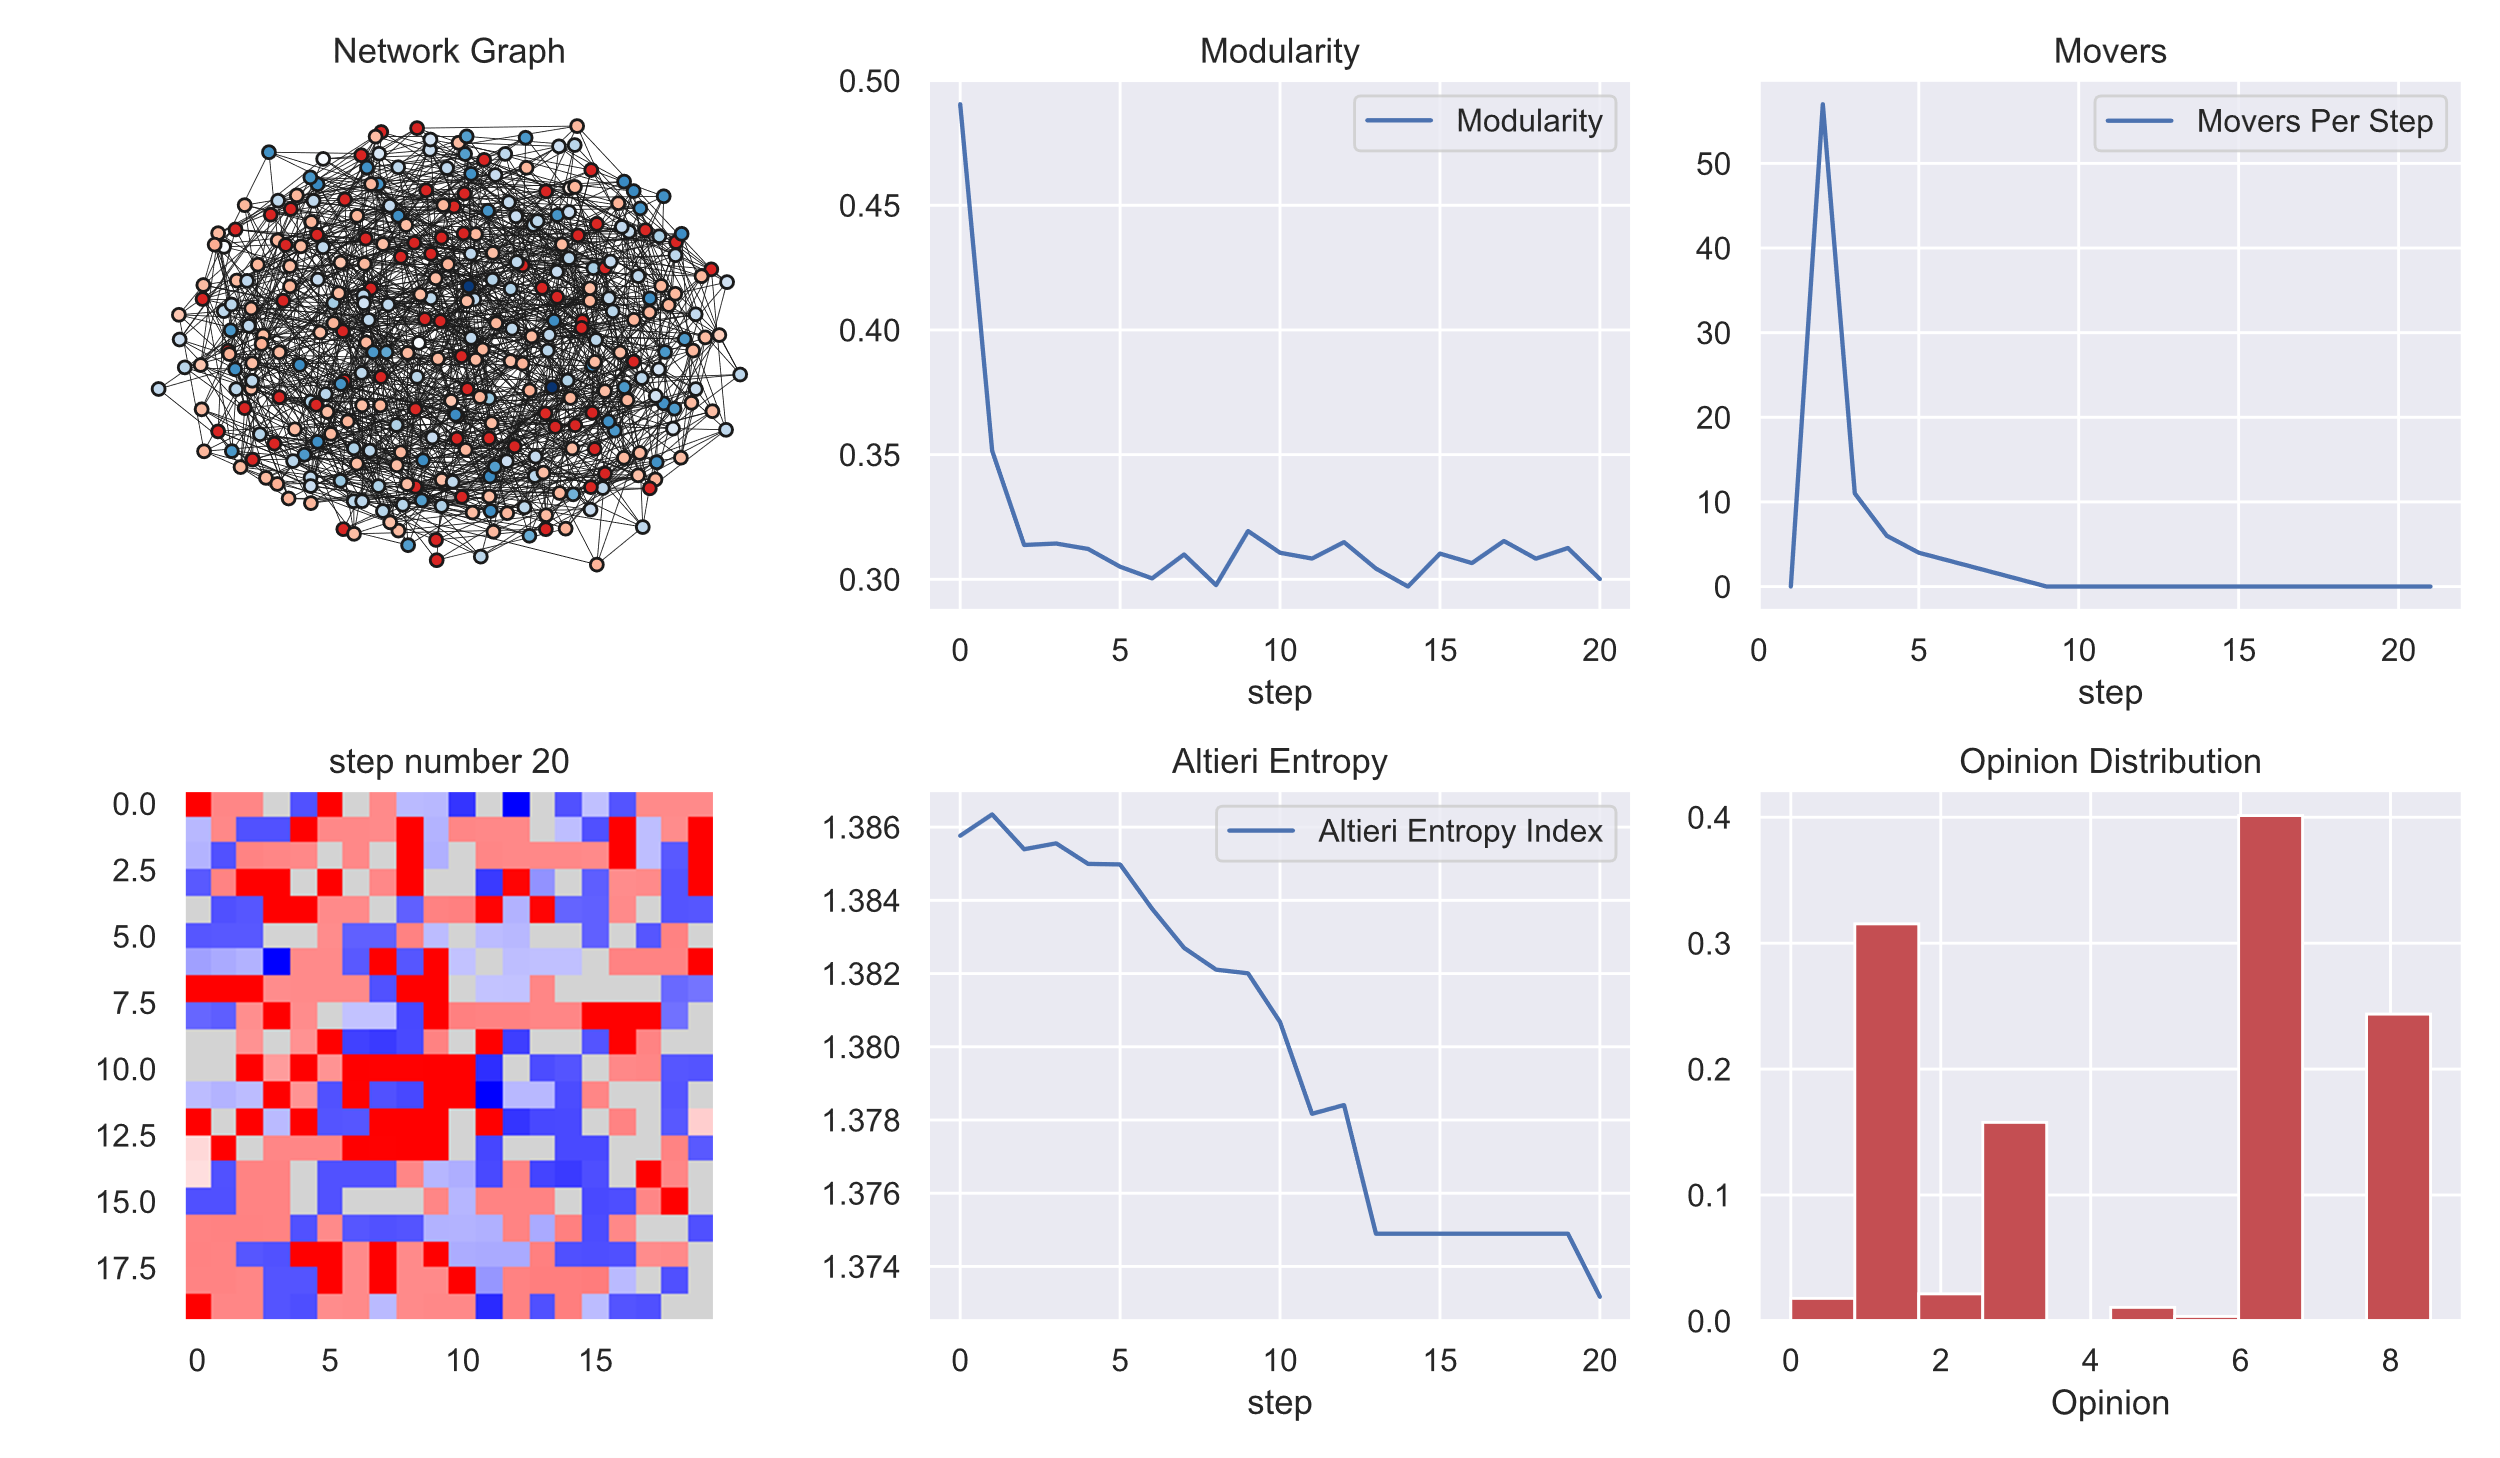 Network Graph
Modularity
0.50
0.45
0.40
0.35
0.30
Modularity
0 5 10 15 20
step
Movers
50
40
30
20
10
0
Movers Per Step
0 5 10 15 20
step
step number 20
0.0
2.5
5.0
7.5
10.0
12.5
15.0
17.5
0 5 10 15
Altieri Entropy
1.386
1.384
1.382
1.380
1.378
1.376
1.374
Altieri Entropy Index
0 5 10 15 20
step
Opinion Distribution
0.4
0.3
0.2
0.1
0.0
0 2 4 6 8
Opinion